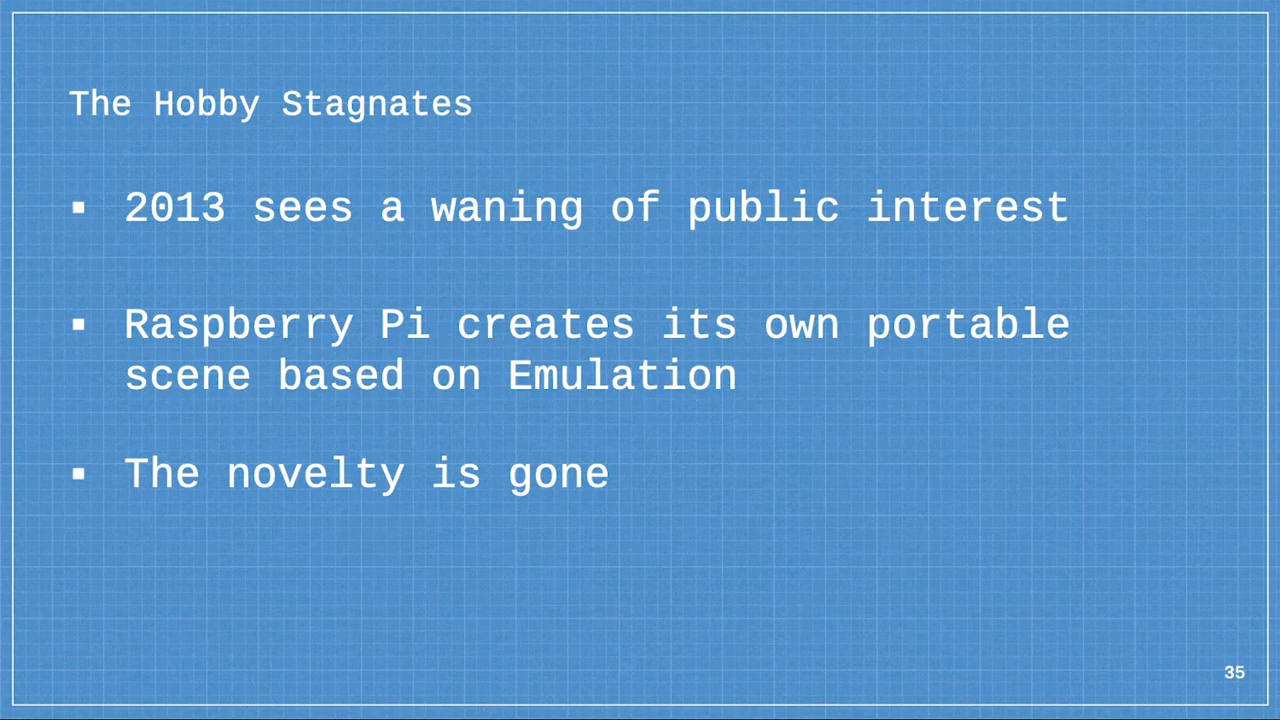 The Hobby Stagnates
▪ 2013 sees a waning of public interest
▪ Raspberry Pi creates its own portable
scene based on Emulation
▪ The novelty is gone
35